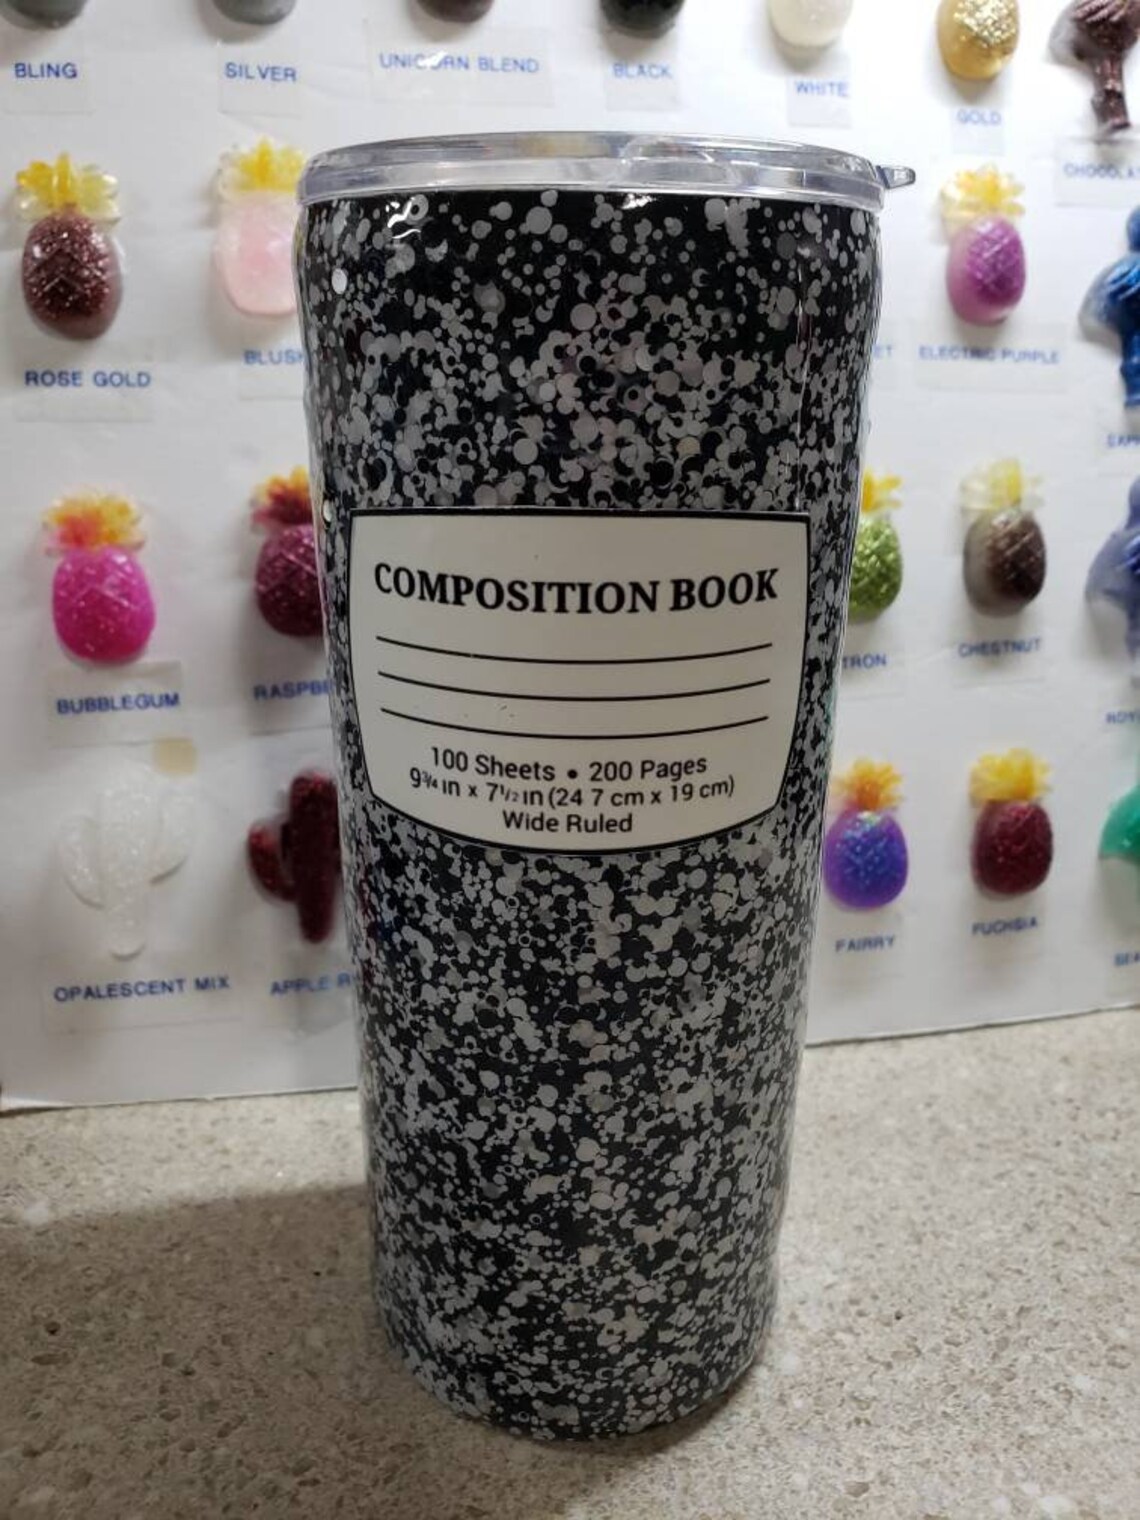 BLING
SILVER
UNICORN BLEND
BLACK
WHITE
GOLD
ROSE GOLD
ELECTRIC PURPLE
COMPOSITION BOOK
100 Sheets • 200 Pages
9¾ in x 7½ in (24 7 cm x 19 cm)
Wide Ruled
CHESTNUT
BUBBLEGUM
FAIRRY
FUCHSIA
OPALESCENT MIX